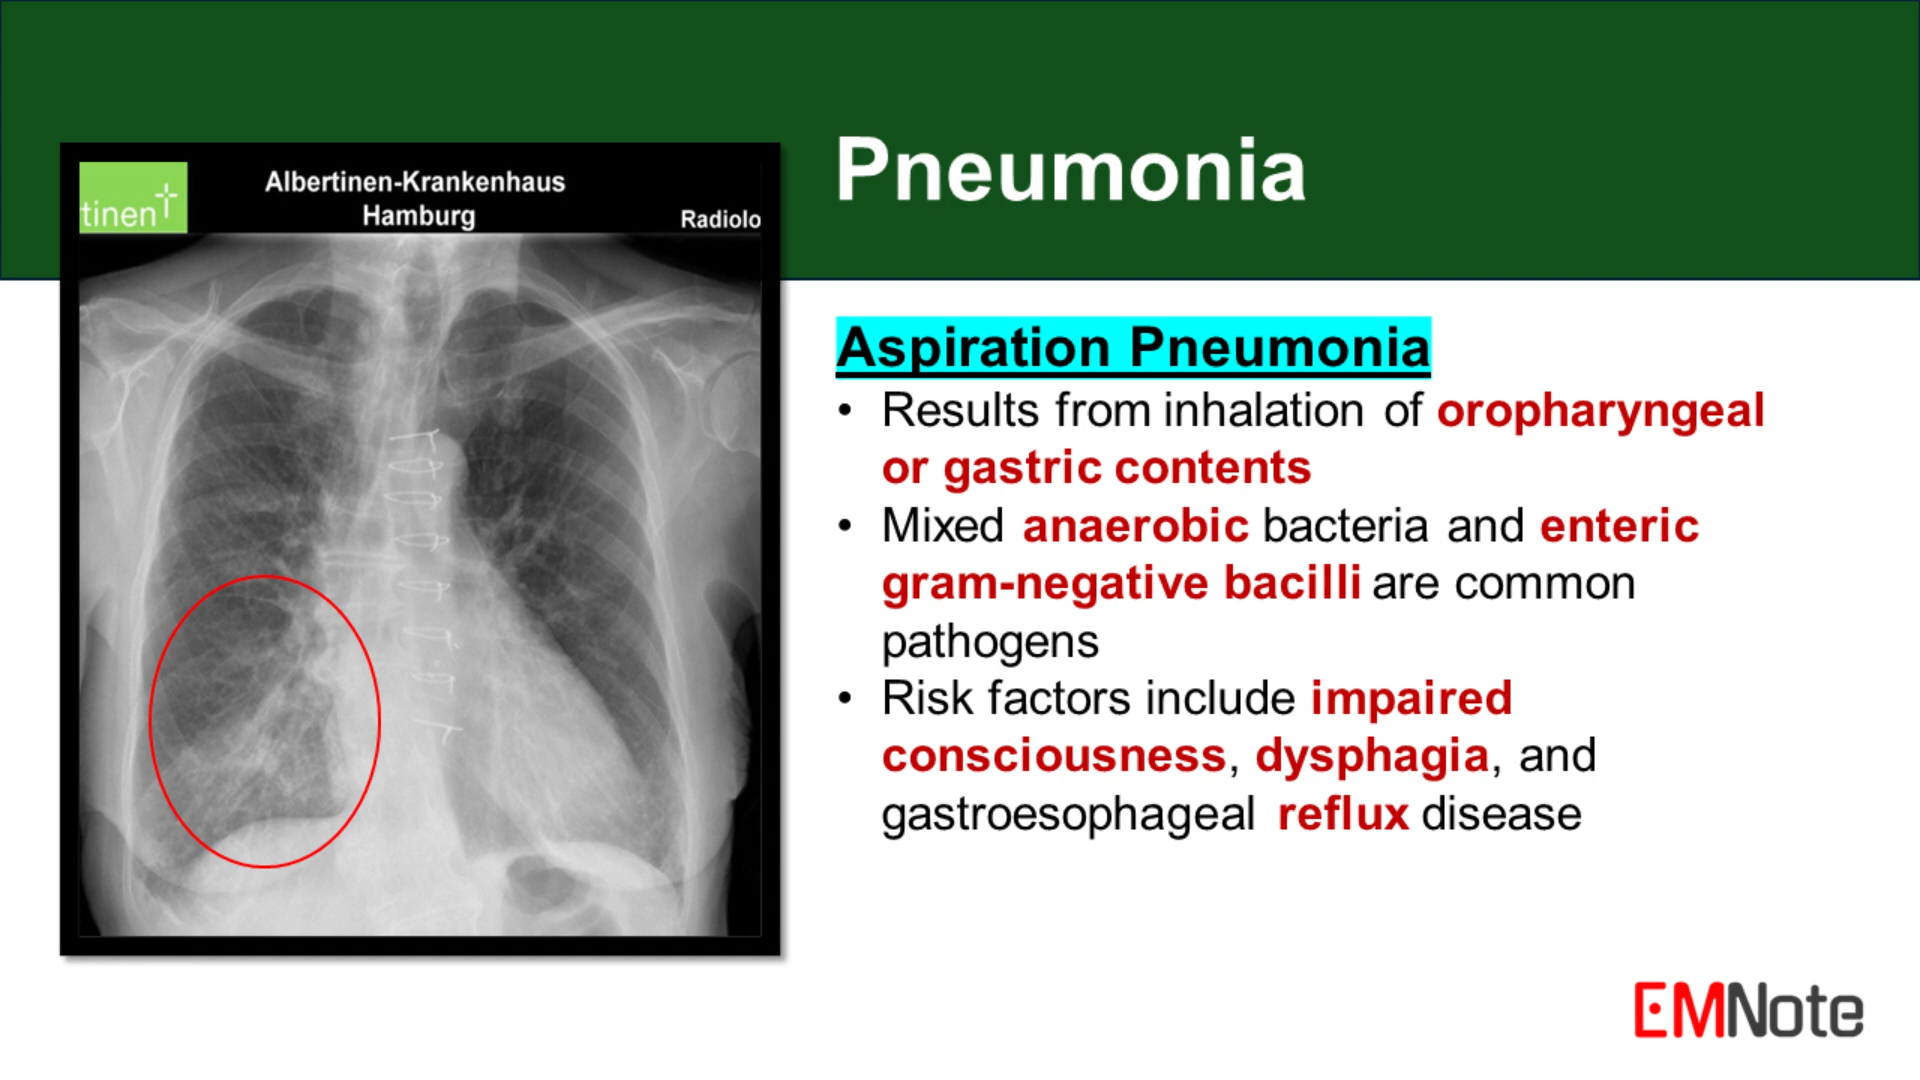 Pneumonia
tinen
Albertinen-Krankenhaus
Hamburg
Radiolo
Aspiration Pneumonia
• Results from inhalation of oropharyngeal
or gastric contents
• Mixed anaerobic bacteria and enteric
gram-negative bacilli are common
pathogens
• Risk factors include impaired
consciousness, dysphagia, and
gastroesophageal reflux disease
EMNote